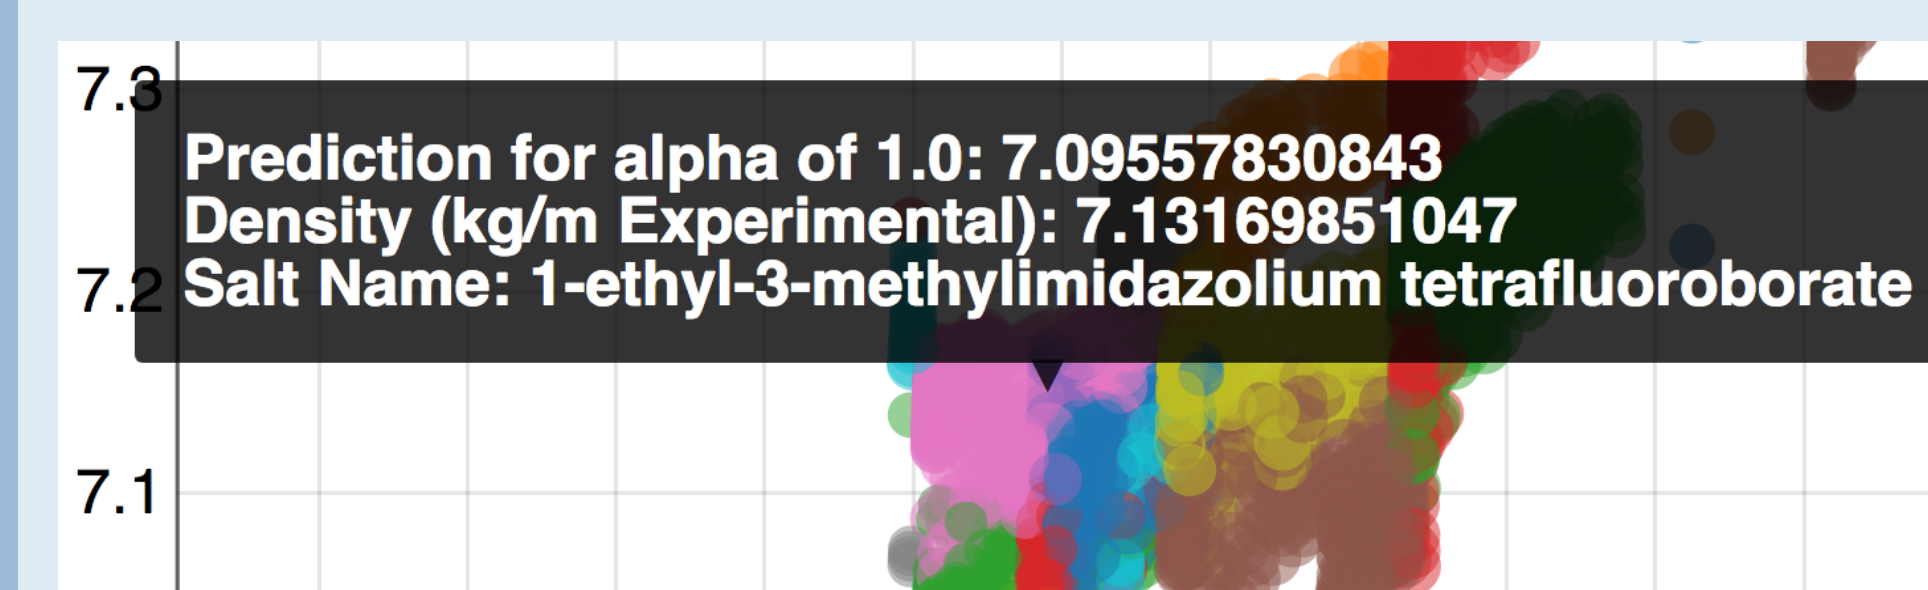 7.3
Prediction for alpha of 1.0: 7.09557830843
Density (kg/m Experimental): 7.13169851047
7.2
Salt Name: 1-ethyl-3-methylimidazolium tetrafluoroborate
7.1